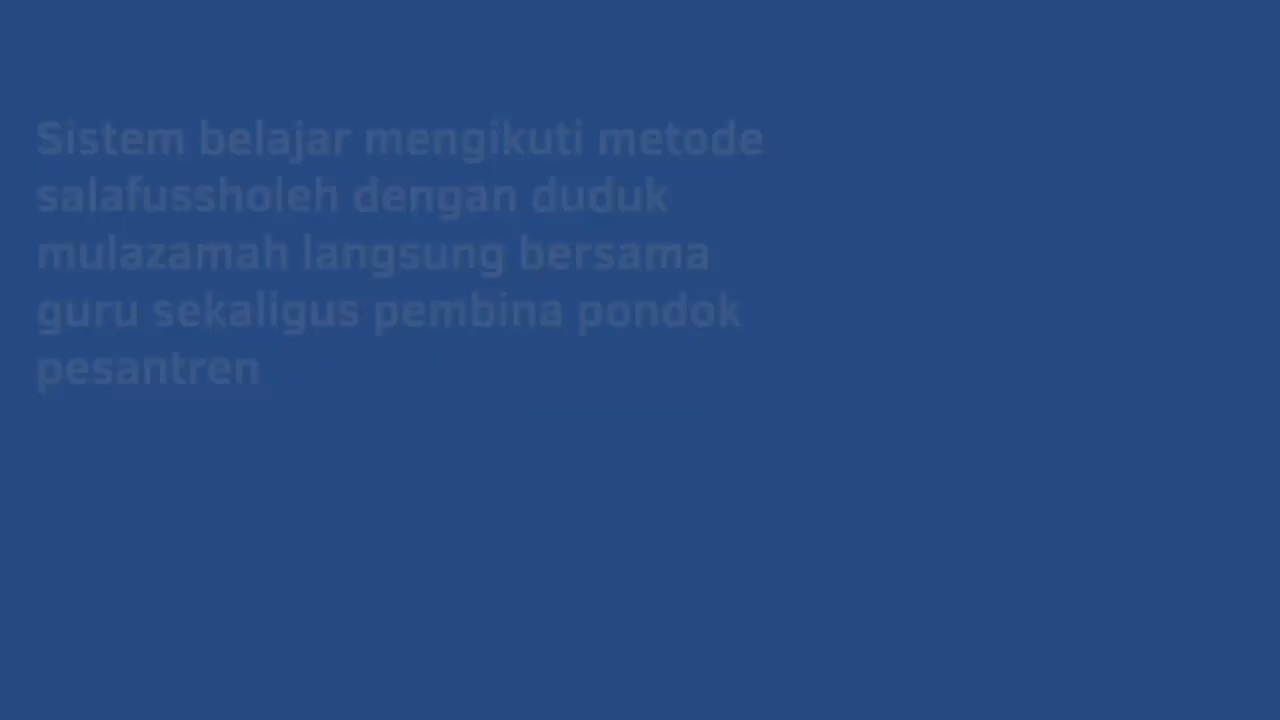 Sistem belajar mengikuti metode
salafussholeh dengan duduk
mulazamah langsung bersama
guru sekaligus pembina pondok
pesantren